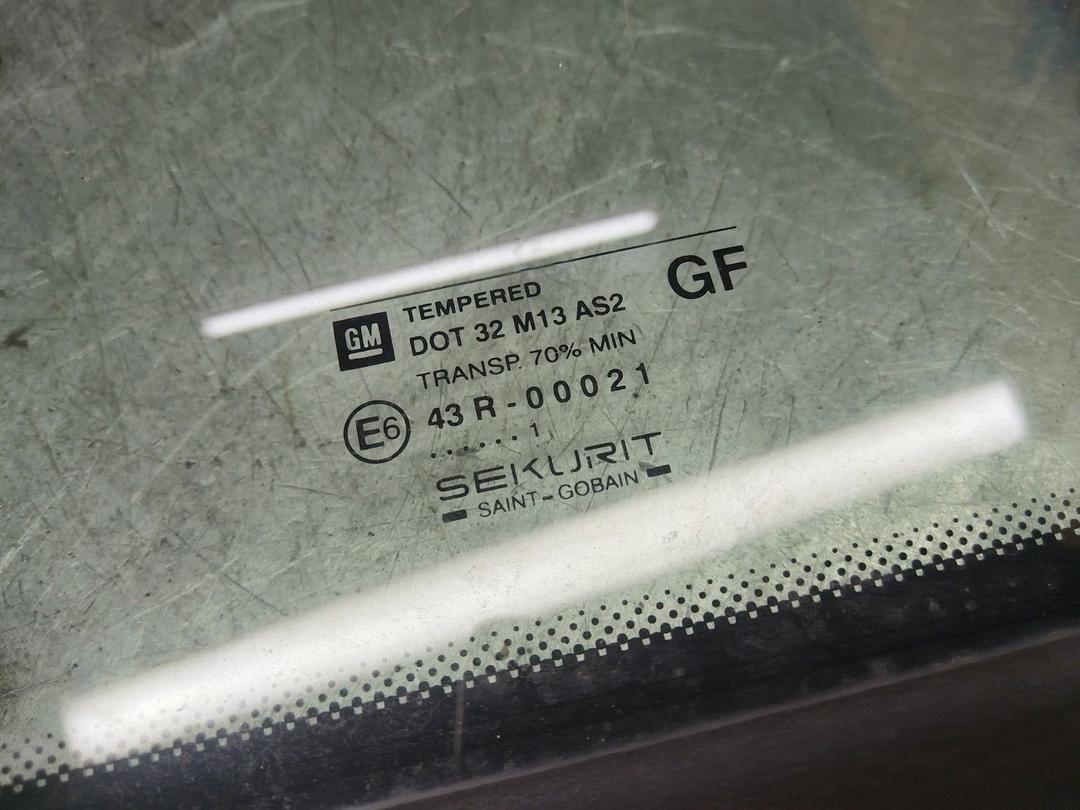 GF
GM
TEMPERED
DOT 32 M13 AS2
TRANSP. 70% MIN
E6
43 R - 00021
......1
SEKURIT
SAINT-GOBAIN